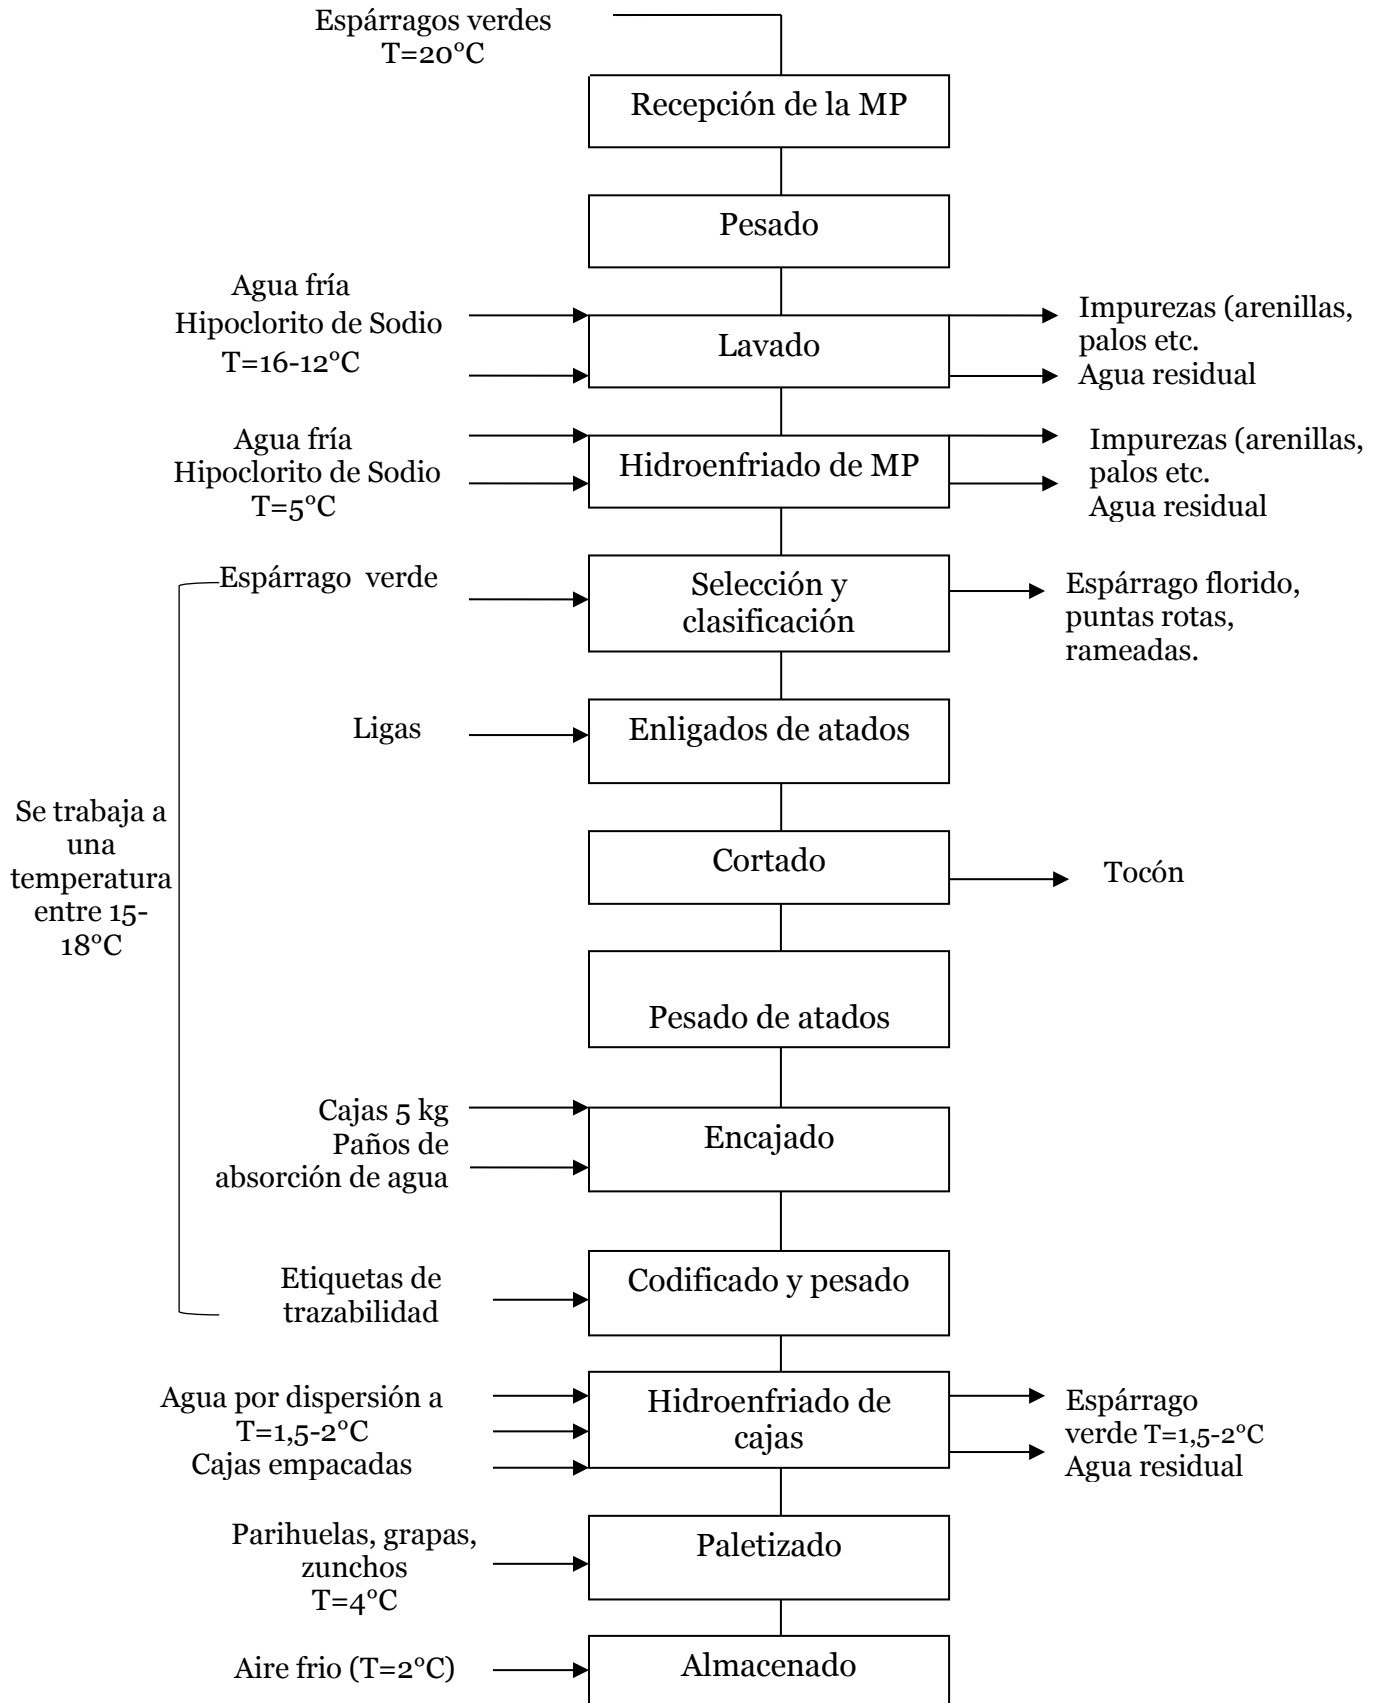 Espárragos verdes
T=20°C
Recepción de la MP
Pesado
Agua fría
Hipoclorito de Sodio
T=16-12°C
Lavado
Impurezas (arenillas,
palos etc.
Agua residual
Agua fría
Hipoclorito de Sodio
T=5°C
Hidroenfriado de MP
Impurezas (arenillas,
palos etc.
Agua residual
Espárrago verde
Selección y
clasificación
Espárrago florido,
puntas rotas,
rameadas.
Ligas
Enligados de atados
Se trabaja a
una
temperatura
entre 15-
18°C
Cortado
Tocón
Pesado de atados
Cajas 5 kg
Paños de
absorción de agua
Encajado
Etiquetas de
trazabilidad
Codificado y pesado
Agua por dispersión a
T=1,5-2°C
Cajas empacadas
Hidroenfriado de
cajas
Espárrago
verde T=1,5-2°C
Agua residual
Parihuelas, grapas,
zunchos
T=4°C
Paletizado
Aire frio (T=2°C)
Almacenado